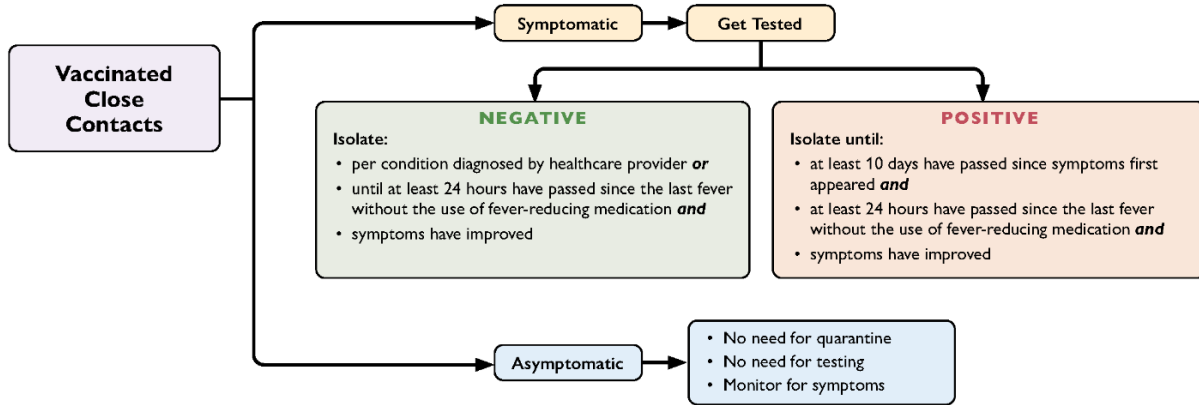 Symptomatic
Get Tested
Vaccinated
Close
Contacts
NEGATIVE
Isolate:
• per condition diagnosed by healthcare provider or
• until at least 24 hours have passed since the last fever
without the use of fever-reducing medication and
• symptoms have improved
POSITIVE
Isolate until:
• at least 10 days have passed since symptoms first
appeared and
• at least 24 hours have passed since the last fever
without the use of fever-reducing medication and
• symptoms have improved
Asymptomatic
• No need for quarantine
• No need for testing
• Monitor for symptoms